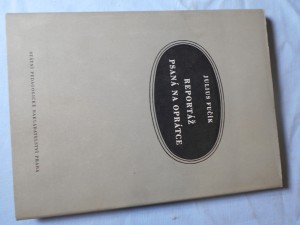 JULIUS FUČÍK
REPORTÁŽ
PSANÁ NA OPRÁTCE
STÁTNÍ PEDAGOGICKÉ NAKLADATELSTVÍ PRAHA